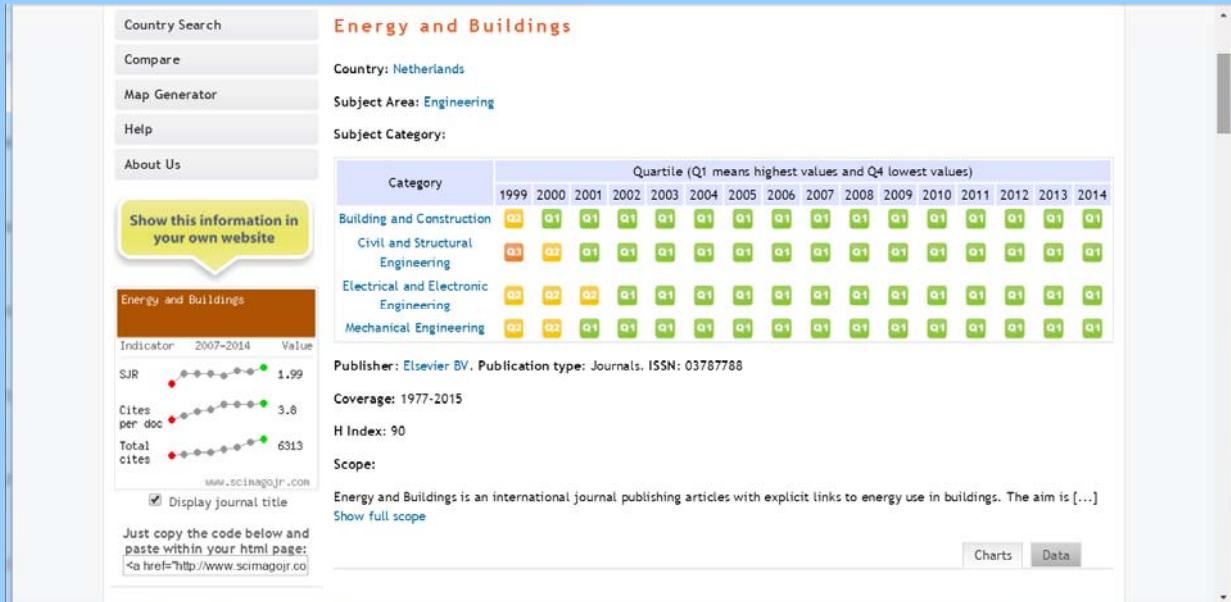 Country Search
Compare
Map Generator
Help
About Us
Show this information in
your own website
Energy and Buildings
Indicator 2007-2014 Value
SJR 1.99
Cites
per doc 3.8
Total
cites 6313
www.scimagojr.com
Display journal title
Just copy the code below and
paste within your html page:
<a href="http://www.scimagojr.co
Energy and Buildings
Country: Netherlands
Subject Area: Engineering
Subject Category:
Category
Quartile (Q1 means highest values and Q4 lowest values)
1999 2000 2001 2002 2003 2004 2005 2006 2007 2008 2009 2010 2011 2012 2013 2014
Building and Construction Q2 Q1 Q1 Q1 Q1 Q1 Q1 Q1 Q1 Q1 Q1 Q1 Q1 Q1 Q1 Q1
Civil and Structural
Engineering Q3 Q2 Q1 Q1 Q1 Q1 Q1 Q1 Q1 Q1 Q1 Q1 Q1 Q1 Q1 Q1
Electrical and Electronic
Engineering Q2 Q2 Q2 Q1 Q1 Q1 Q1 Q1 Q1 Q1 Q1 Q1 Q1 Q1 Q1 Q1
Mechanical Engineering Q2 Q2 Q1 Q1 Q1 Q1 Q1 Q1 Q1 Q1 Q1 Q1 Q1 Q1 Q1 Q1
Publisher: Elsevier BV. Publication type: Journals. ISSN: 03787788
Coverage: 1977-2015
H Index: 90
Scope:
Energy and Buildings is an international journal publishing articles with explicit links to energy use in buildings. The aim is [...]
Show full scope
Charts Data